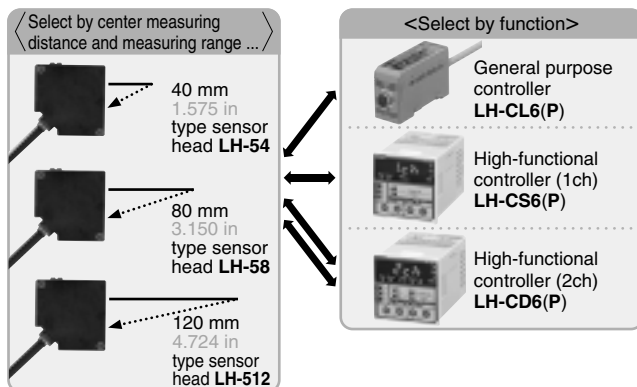 Select by center measuring
distance and measuring range ...
40 mm
1.575 in
type sensor
head LH-54
80 mm
3.150 in
type sensor
head LH-58
120 mm
4.724 in
type sensor
head LH-512
<Select by function>
General purpose
controller
LH-CL6(P)
High-functional
controller (1ch)
LH-CS6(P)
High-functional
controller (2ch)
LH-CD6(P)
1ch
2ch